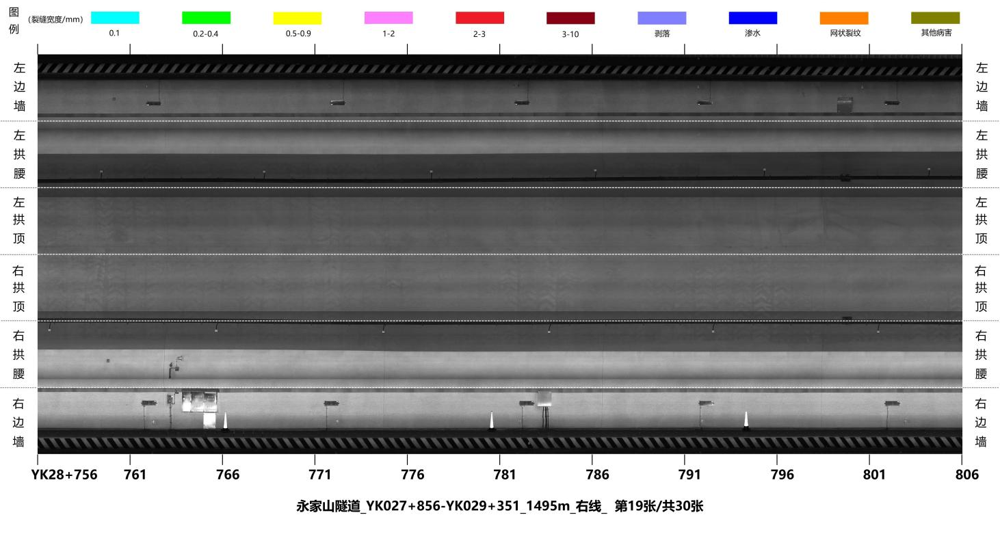 图例
(裂缝宽度/mm)
0.1
0.2-0.4
0.5-0.9
1-2
2-3
3-10
剥落
渗水
网状裂纹
其他病害
左边墙
左边墙
左拱腰
左拱腰
左拱顶
左拱顶
右拱顶
右拱顶
右拱腰
右拱腰
右边墙
右边墙
YK28+756 761 766 771 776 781 786 791 796 801 806
永家山隧道_YK027+856-YK029+351_1495m_右线_ 第19张/共30张